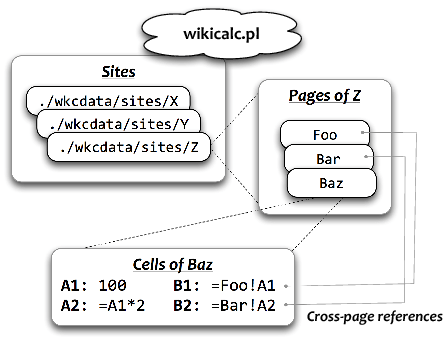 wikicalc.pl
Sites
./wkcdata/sites/X
./wkcdata/sites/Y
./wkcdata/sites/Z
Pages of Z
Foo
Bar
Baz
Cells of Baz
A1: 100 B1: =Foo!A1
A2: =A1*2 B2: =Bar!A2
Cross-page references